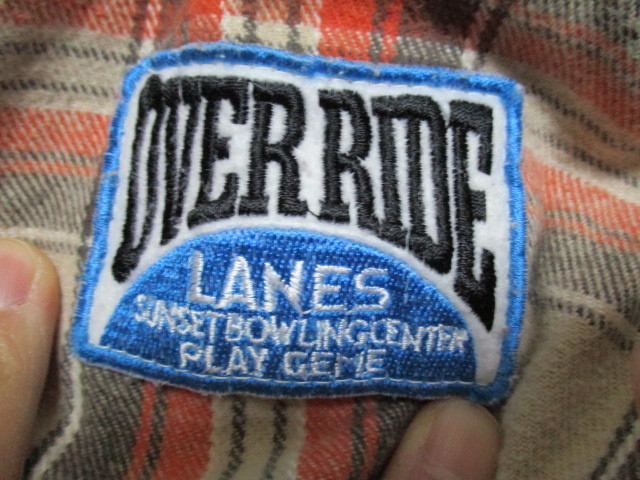 OVER RIDE
LANES
SUNSET BOWLING CENTER
PLAY GEME